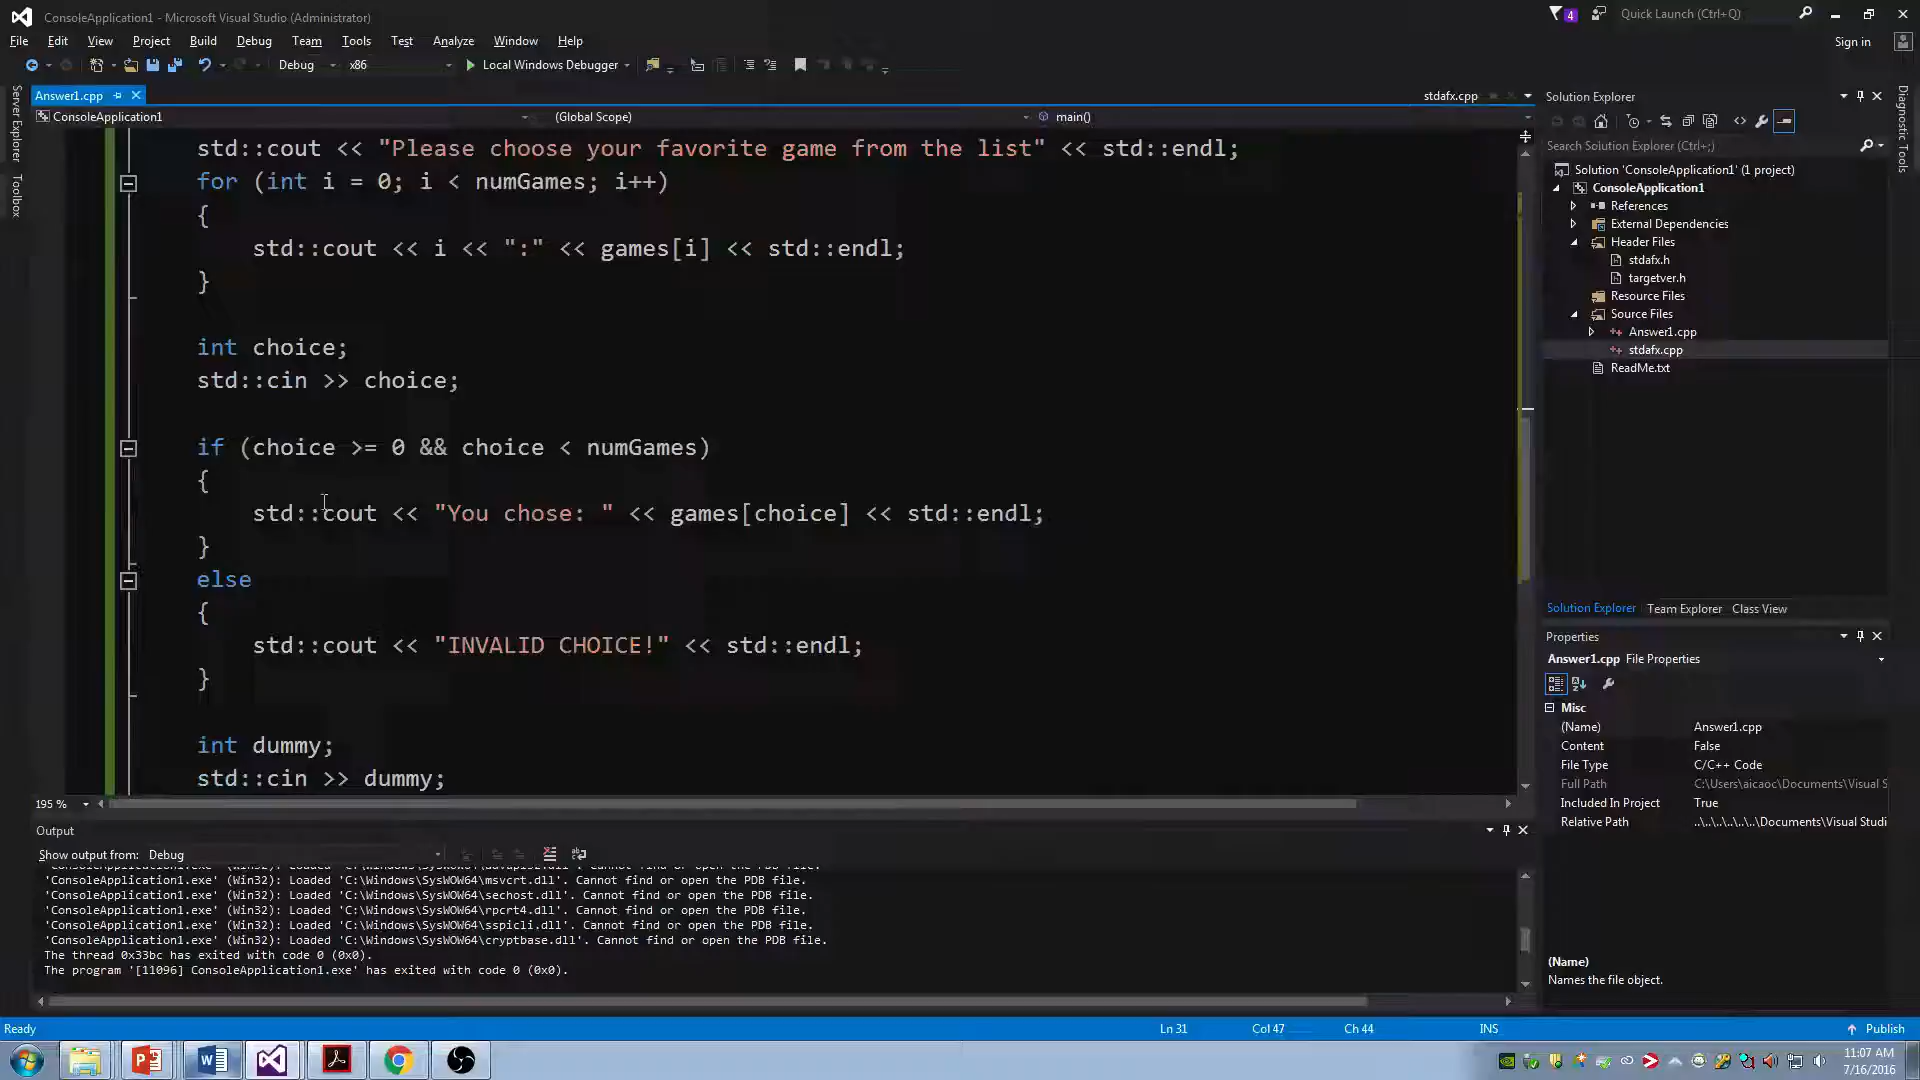 ConsoleApplication1 - Microsoft Visual Studio (Administrator)
4
Quick Launch (Ctrl+Q)
File Edit View Project Build Debug Team Tools Test Analyze Window Help
Sign in
Debug x86 Local Windows Debugger
Server Explorer
Toolbox
Diagnostic Tools
Answer1.cpp
stdafx.cpp
ConsoleApplication1 (Global Scope) main()
std::cout << "Please choose your favorite game from the list" << std::endl;
for (int i = 0; i < numGames; i++)
{
std::cout << i << ":" << games[i] << std::endl;
}
int choice;
std::cin >> choice;
if (choice >= 0 && choice < numGames)
{
std::cout << "You chose: " << games[choice] << std::endl;
}
else
{
std::cout << "INVALID CHOICE!" << std::endl;
}
int dummy;
std::cin >> dummy;
195 %
Solution Explorer
Search Solution Explorer (Ctrl+;)
Solution 'ConsoleApplication1' (1 project)
ConsoleApplication1
References
External Dependencies
Header Files
stdafx.h
targetver.h
Resource Files
Source Files
Answer1.cpp
stdafx.cpp
ReadMe.txt
Solution Explorer Team Explorer Class View
Properties
Answer1.cpp File Properties
Misc
(Name) Answer1.cpp
Content False
File Type C/C++ Code
Full Path C:\Users\aicaoc\Documents\Visual S
Included In Project True
Relative Path ..\..\..\..\..\Documents\Visual Studi
(Name)
Names the file object.
Output
Show output from: Debug
'ConsoleApplication1.exe' (Win32): Loaded 'C:\Windows\SysWOW64\msvcrt.dll'. Cannot find or open the PDB file.
'ConsoleApplication1.exe' (Win32): Loaded 'C:\Windows\SysWOW64\sechost.dll'. Cannot find or open the PDB file.
'ConsoleApplication1.exe' (Win32): Loaded 'C:\Windows\SysWOW64\rpcrt4.dll'. Cannot find or open the PDB file.
'ConsoleApplication1.exe' (Win32): Loaded 'C:\Windows\SysWOW64\sspicli.dll'. Cannot find or open the PDB file.
'ConsoleApplication1.exe' (Win32): Loaded 'C:\Windows\SysWOW64\cryptbase.dll'. Cannot find or open the PDB file.
The thread 0x33bc has exited with code 0 (0x0).
The program '[11096] ConsoleApplication1.exe' has exited with code 0 (0x0).
Ready Ln 31 Col 47 Ch 44 INS Publish
11:07 AM
7/16/2016